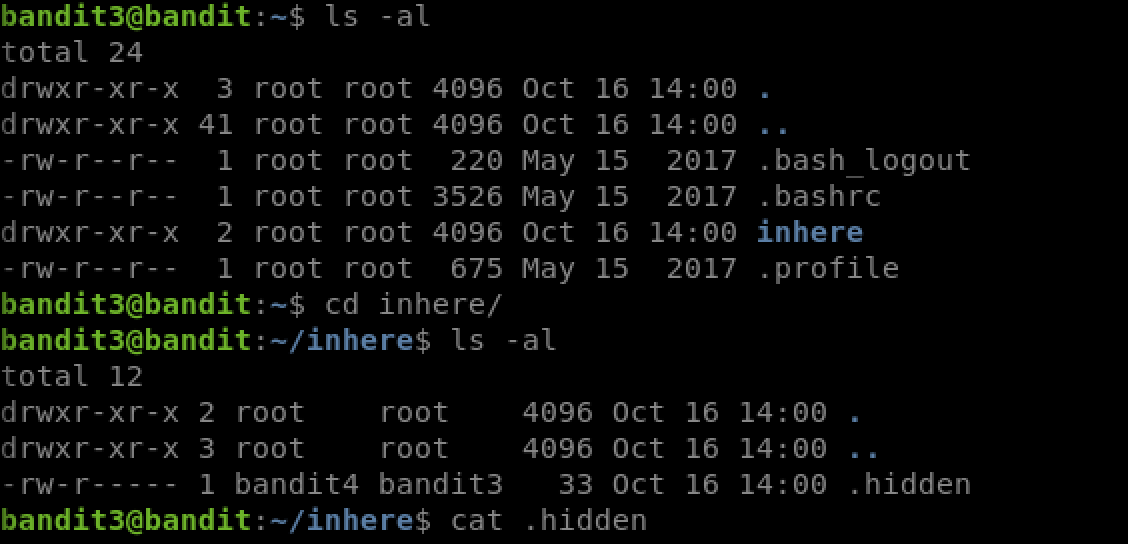 bandit3@bandit:~$ ls -al
total 24
drwxr-xr-x  3 root root 4096 Oct 16 14:00 .
drwxr-xr-x 41 root root 4096 Oct 16 14:00 ..
-rw-r--r--  1 root root  220 May 15  2017 .bash_logout
-rw-r--r--  1 root root 3526 May 15  2017 .bashrc
drwxr-xr-x  2 root root 4096 Oct 16 14:00 inhere
-rw-r--r--  1 root root  675 May 15  2017 .profile
bandit3@bandit:~$ cd inhere/
bandit3@bandit:~/inhere$ ls -al
total 12
drwxr-xr-x 2 root    root    4096 Oct 16 14:00 .
drwxr-xr-x 3 root    root    4096 Oct 16 14:00 ..
-rw-r----- 1 bandit4 bandit3   33 Oct 16 14:00 .hidden
bandit3@bandit:~/inhere$ cat .hidden